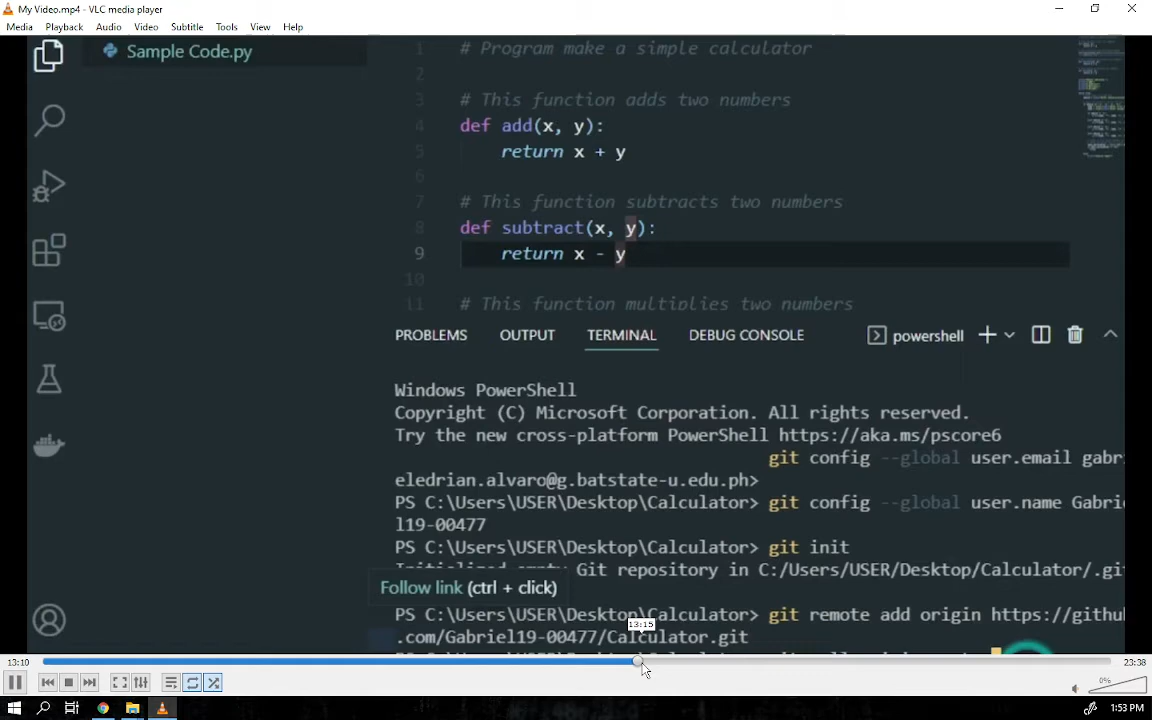 My Video.mp4 - VLC media player
Media Playback Audio Video Subtitle Tools View Help
Sample Code.py
1 # Program make a simple calculator
2
3 # This function adds two numbers
4 def add(x, y):
5 return x + y
6
7 # This function subtracts two numbers
8 def subtract(x, y):
9 return x - y
10
11 # This function multiplies two numbers
PROBLEMS OUTPUT TERMINAL DEBUG CONSOLE powershell
Windows PowerShell
Copyright (C) Microsoft Corporation. All rights reserved.
Try the new cross-platform PowerShell https://aka.ms/pscore6
git config --global user.email gabri
eledrian.alvaro@g.batstate-u.edu.ph>
PS C:\Users\USER\Desktop\Calculator> git config --global user.name Gabrie
l19-00477
PS C:\Users\USER\Desktop\Calculator> git init
Initialized empty Git repository in C:/Users/USER/Desktop/Calculator/.gi
Follow link (ctrl + click)
PS C:\Users\USER\Desktop\Calculator> git remote add origin https://githu
.com/Gabriel19-00477/Calculator.git
13:15
13:10
23:38
0%
1:53 PM